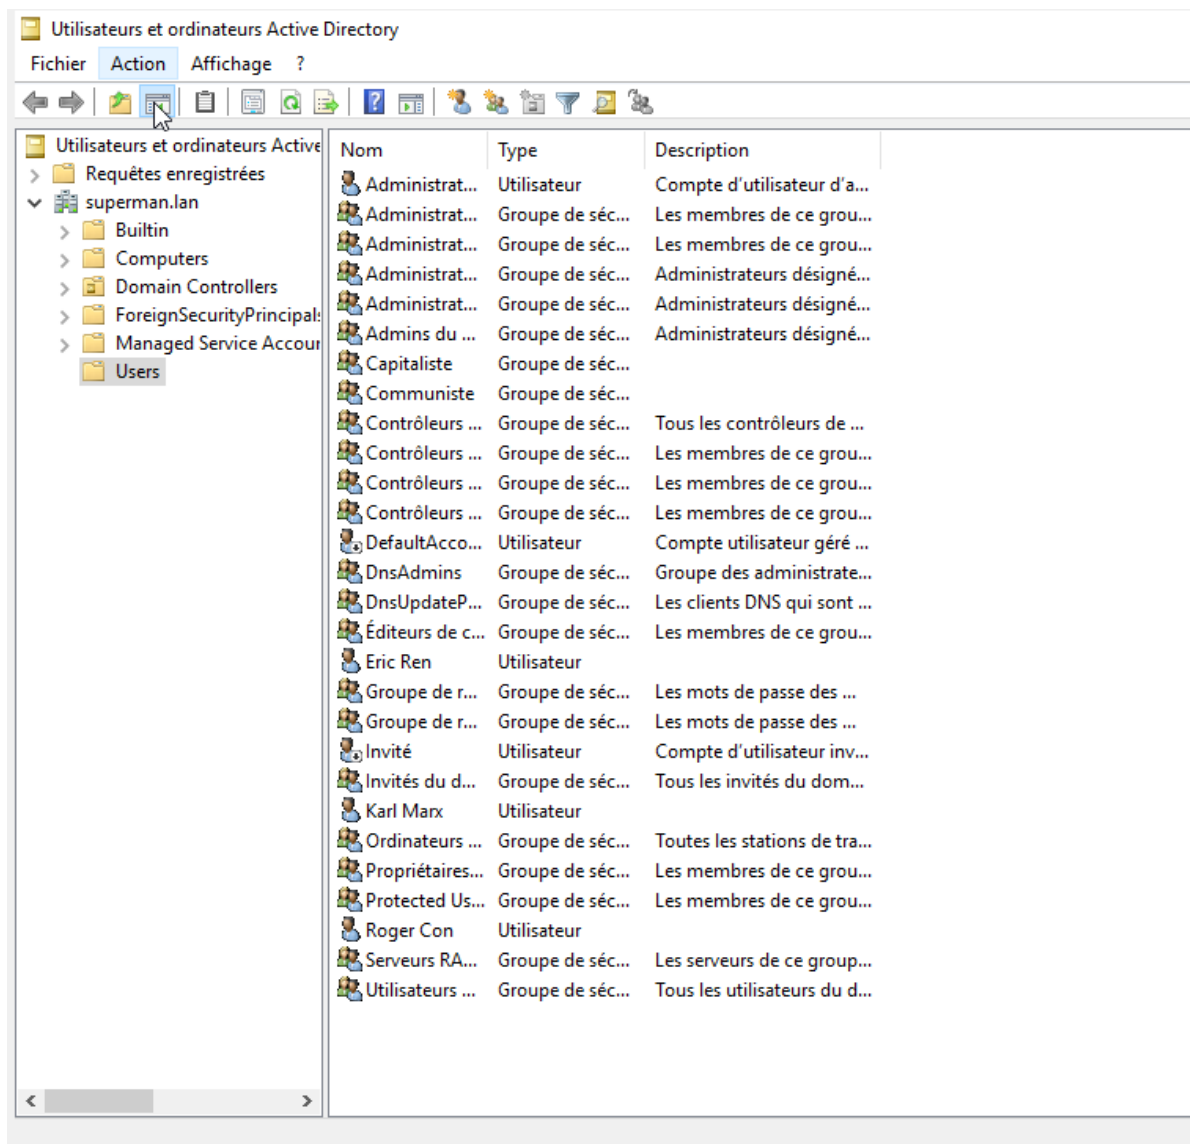 Utilisateurs et ordinateurs Active Directory
Fichier Action Affichage ?
Utilisateurs et ordinateurs Active
Requêtes enregistrées
superman.lan
Builtin
Computers
Domain Controllers
ForeignSecurityPrincipals
Managed Service Accour
Users
Nom Type Description
Administrat... Utilisateur Compte d'utilisateur d'a...
Administrat... Groupe de séc... Les membres de ce grou...
Administrat... Groupe de séc... Les membres de ce grou...
Administrat... Groupe de séc... Administrateurs désigné...
Administrat... Groupe de séc... Administrateurs désigné...
Admins du ... Groupe de séc... Administrateurs désigné...
Capitaliste Groupe de séc...
Communiste Groupe de séc...
Contrôleurs ... Groupe de séc... Tous les contrôleurs de ...
Contrôleurs ... Groupe de séc... Les membres de ce grou...
Contrôleurs ... Groupe de séc... Les membres de ce grou...
Contrôleurs ... Groupe de séc... Les membres de ce grou...
DefaultAcco... Utilisateur Compte utilisateur géré ...
DnsAdmins Groupe de séc... Groupe des administrate...
DnsUpdateP... Groupe de séc... Les clients DNS qui sont ...
Éditeurs de c... Groupe de séc... Les membres de ce grou...
Eric Ren Utilisateur
Groupe de r... Groupe de séc... Les mots de passe des ...
Groupe de r... Groupe de séc... Les mots de passe des ...
Invité Utilisateur Compte d'utilisateur inv...
Invités du d... Groupe de séc... Tous les invités du dom...
Karl Marx Utilisateur
Ordinateurs ... Groupe de séc... Toutes les stations de tra...
Propriétaires... Groupe de séc... Les membres de ce grou...
Protected Us... Groupe de séc... Les membres de ce grou...
Roger Con Utilisateur
Serveurs RA... Groupe de séc... Les serveurs de ce group...
Utilisateurs ... Groupe de séc... Tous les utilisateurs du d...